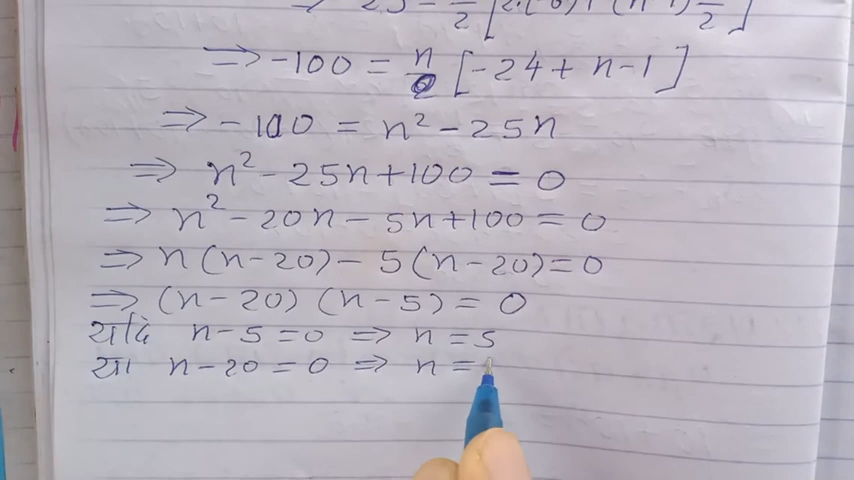 ⇒ -100 = n/2 [-24 + n - 1]
⇒ -100 = n² - 25n
⇒ n² - 25n + 100 = 0
⇒ n² - 20n - 5n + 100 = 0
⇒ n(n-20) - 5(n-20) = 0
⇒ (n-20) (n-5) = 0
यदि n-5 = 0 ⇒ n = 5
या n-20 = 0 ⇒ n =